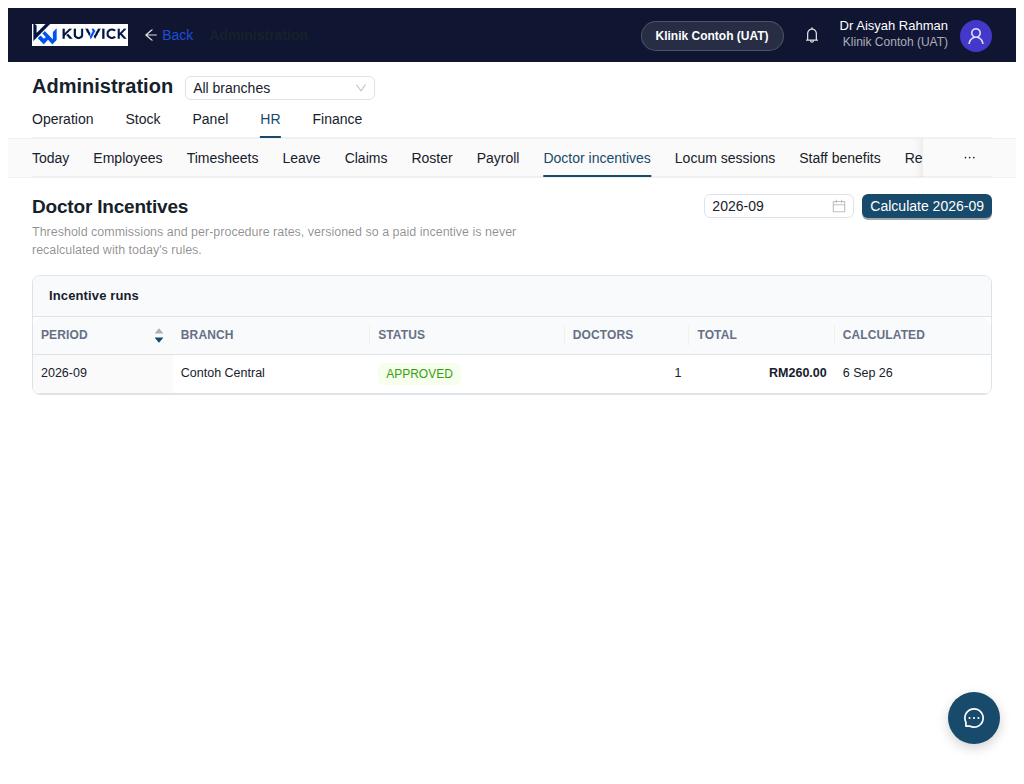 KUWICK
Back
Administration
Klinik Contoh (UAT)
Dr Aisyah Rahman
Klinik Contoh (UAT)
Administration
All branches
Operation
Stock
Panel
HR
Finance
Today
Employees
Timesheets
Leave
Claims
Roster
Payroll
Doctor incentives
Locum sessions
Staff benefits
Re
Doctor Incentives
2026-09
Calculate 2026-09
Threshold commissions and per-procedure rates, versioned so a paid incentive is never
recalculated with today's rules.
Incentive runs
PERIOD
BRANCH
STATUS
DOCTORS
TOTAL
CALCULATED
2026-09
Contoh Central
APPROVED
1
RM260.00
6 Sep 26